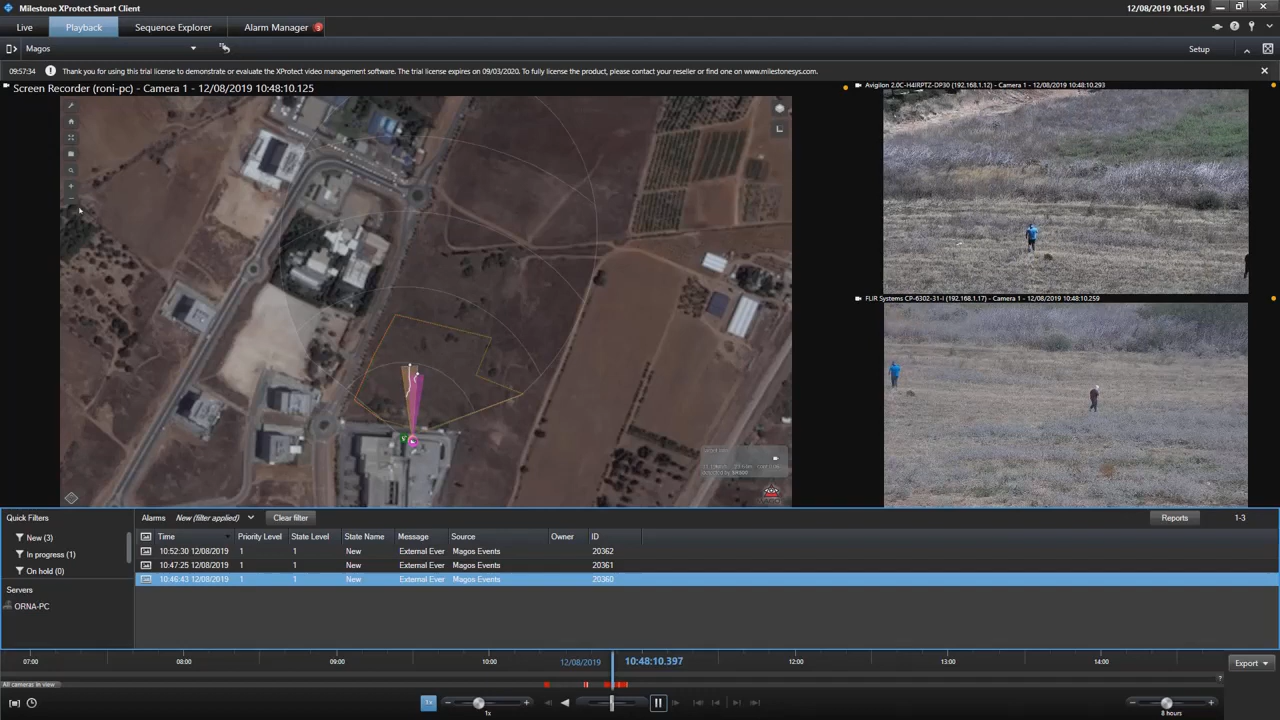 Milestone XProtect Smart Client
12/08/2019 10:54:19
Live
Playback
Sequence Explorer
Alarm Manager 3
Magos
Setup
09:57:34
Thank you for using this trial license to demonstrate or evaluate the XProtect video management software. The trial license expires on 09/03/2020. To fully license the product, please contact your reseller or find one on www.milestonesys.com.
Screen Recorder (roni-pc) - Camera 1 - 12/08/2019 10:48:10.125
Avigilon 2.0C-H4IRPTZ-DP30 (192.168.1.12) - Camera 1 - 10:48:10.293
FLIR Systems CP-6302-31-I (192.168.1.17) - Camera 1 - 10:48:10.259
Quick Filters
Alarms New (filter applied)
Clear filter
Reports
1-3
New (3)
In progress (1)
On hold (0)
Servers
ORNA-PC
Time Priority Level State Level State Name Message Source Owner ID
10:52:30 12/08/2019 1 1 New External Ever Magos Events 20362
10:47:25 12/08/2019 1 1 New External Ever Magos Events 20361
10:46:43 12/08/2019 1 1 New External Ever Magos Events 20360
07:00 08:00 09:00 10:00 12/08/2019 10:48:10.397 12:00 13:00 14:00
Export
All cameras in view
?
1x
1x
8 hours